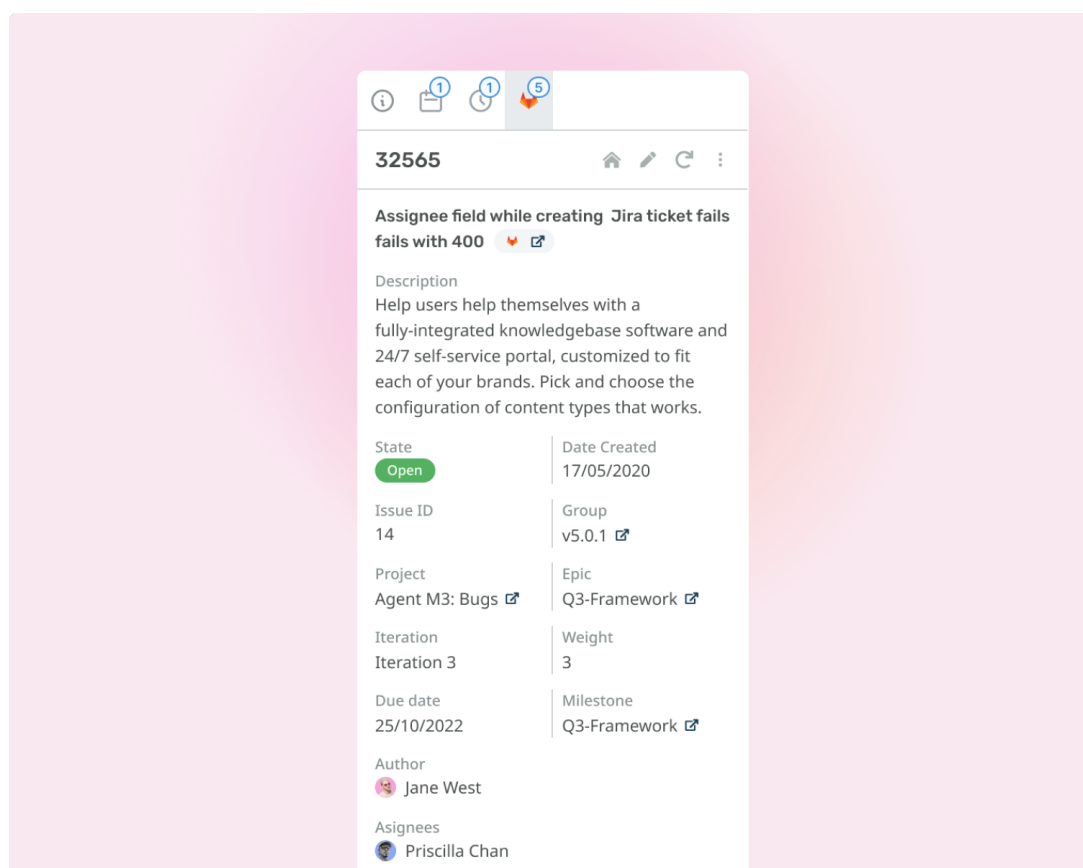 1
1
5
32565
Assignee field while creating  Jira ticket fails
fails with 400
Description
Help users help themselves with a
fully-integrated knowledgebase software and
24/7 self-service portal, customized to fit
each of your brands. Pick and choose the
configuration of content types that works.
State
Open
Date Created
17/05/2020
Issue ID
14
Group
v5.0.1
Project
Agent M3: Bugs
Epic
Q3-Framework
Iteration
Iteration 3
Weight
3
Due date
25/10/2022
Milestone
Q3-Framework
Author
Jane West
Asignees
Priscilla Chan